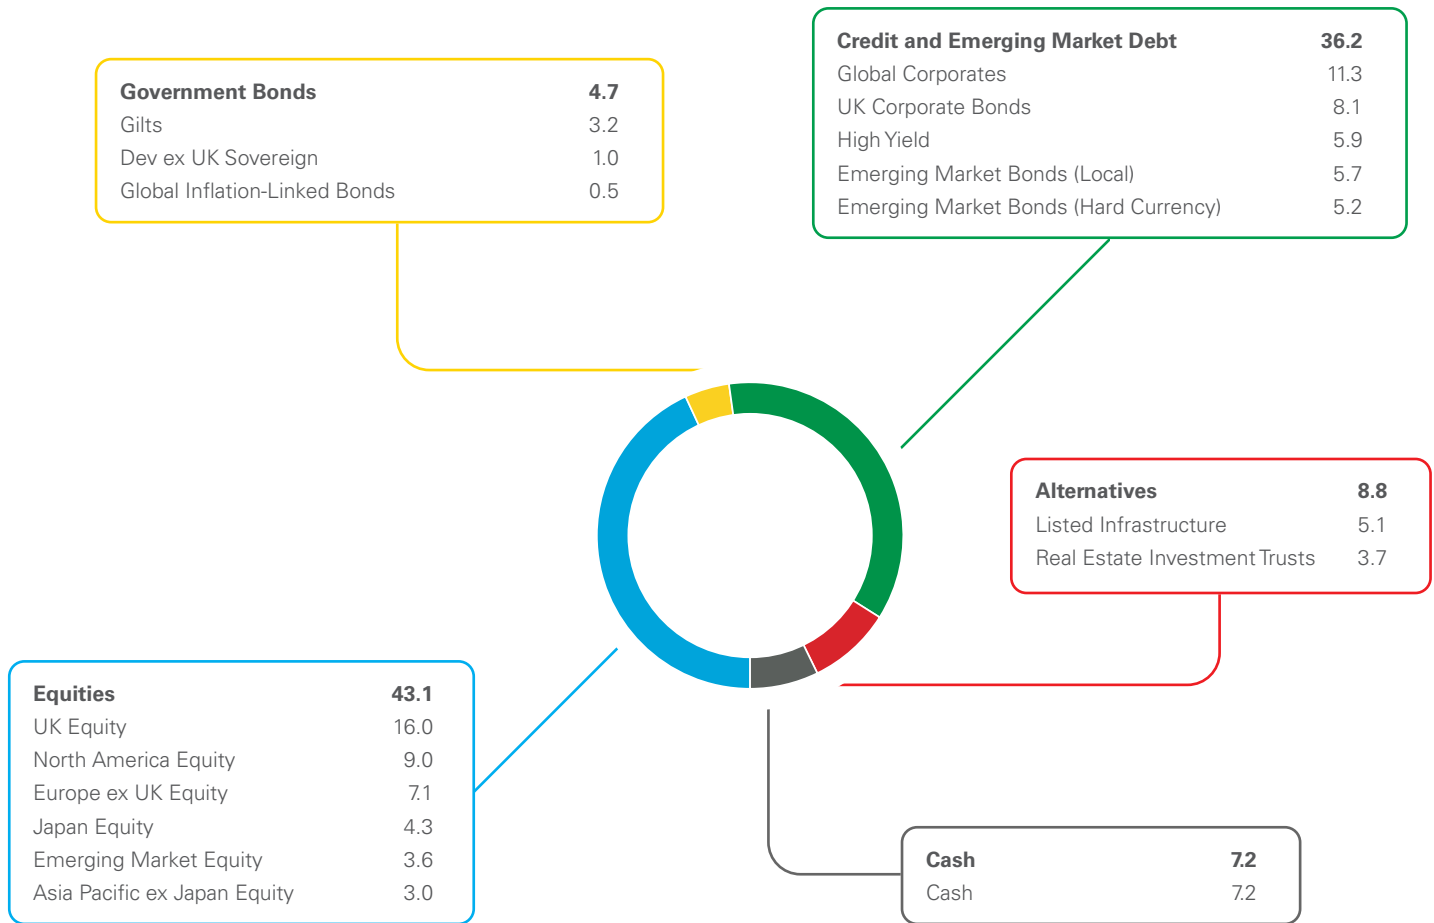 Government Bonds 4.7
Gilts 3.2
Dev ex UK Sovereign 1.0
Global Inflation-Linked Bonds 0.5
Credit and Emerging Market Debt 36.2
Global Corporates 11.3
UK Corporate Bonds 8.1
High Yield 5.9
Emerging Market Bonds (Local) 5.7
Emerging Market Bonds (Hard Currency) 5.2
Alternatives 8.8
Listed Infrastructure 5.1
Real Estate Investment Trusts 3.7
Equities 43.1
UK Equity 16.0
North America Equity 9.0
Europe ex UK Equity 7.1
Japan Equity 4.3
Emerging Market Equity 3.6
Asia Pacific ex Japan Equity 3.0
Cash 7.2
Cash 7.2